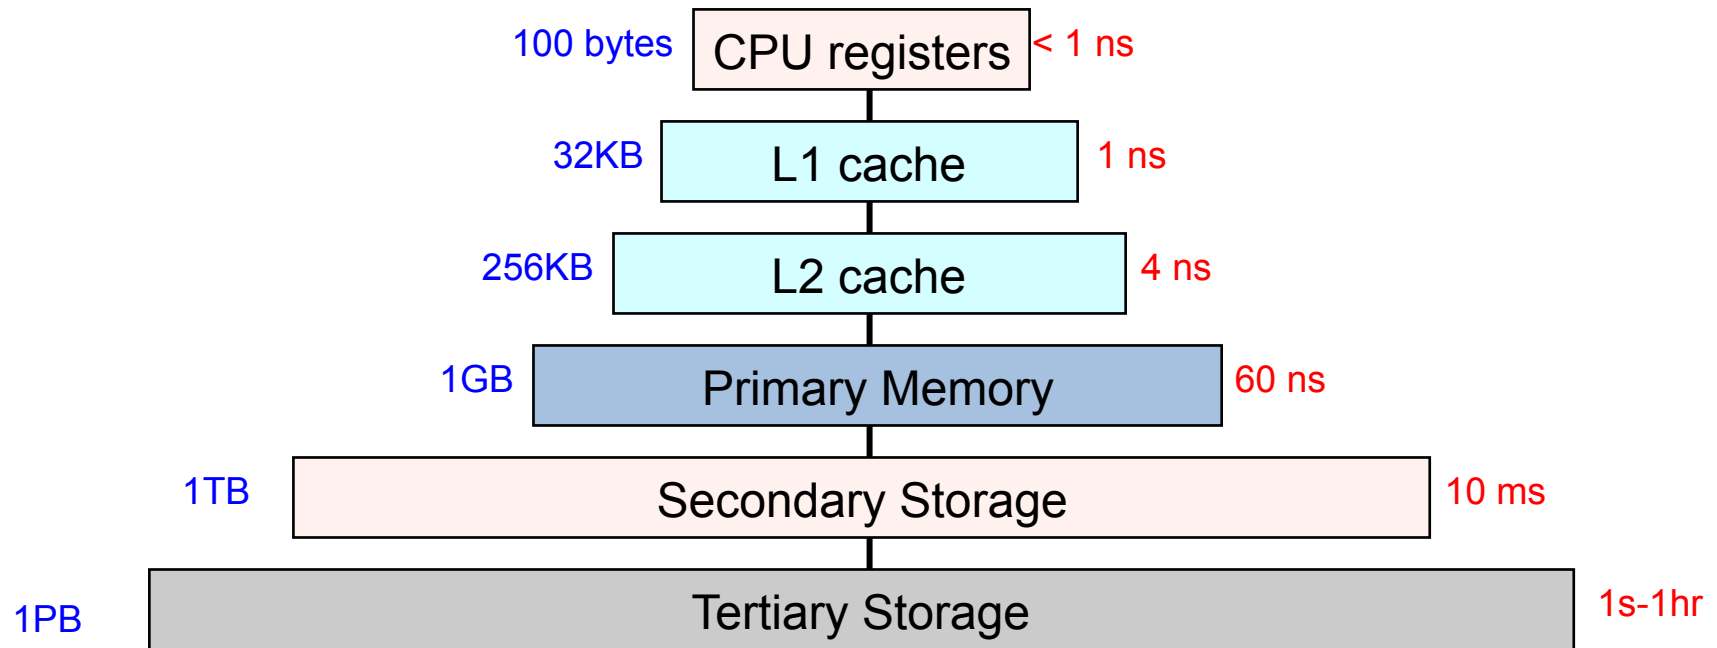 100 bytes CPU registers < 1 ns
32KB L1 cache 1 ns
256KB L2 cache 4 ns
1GB Primary Memory 60 ns
1TB Secondary Storage 10 ms
1PB Tertiary Storage 1s-1hr